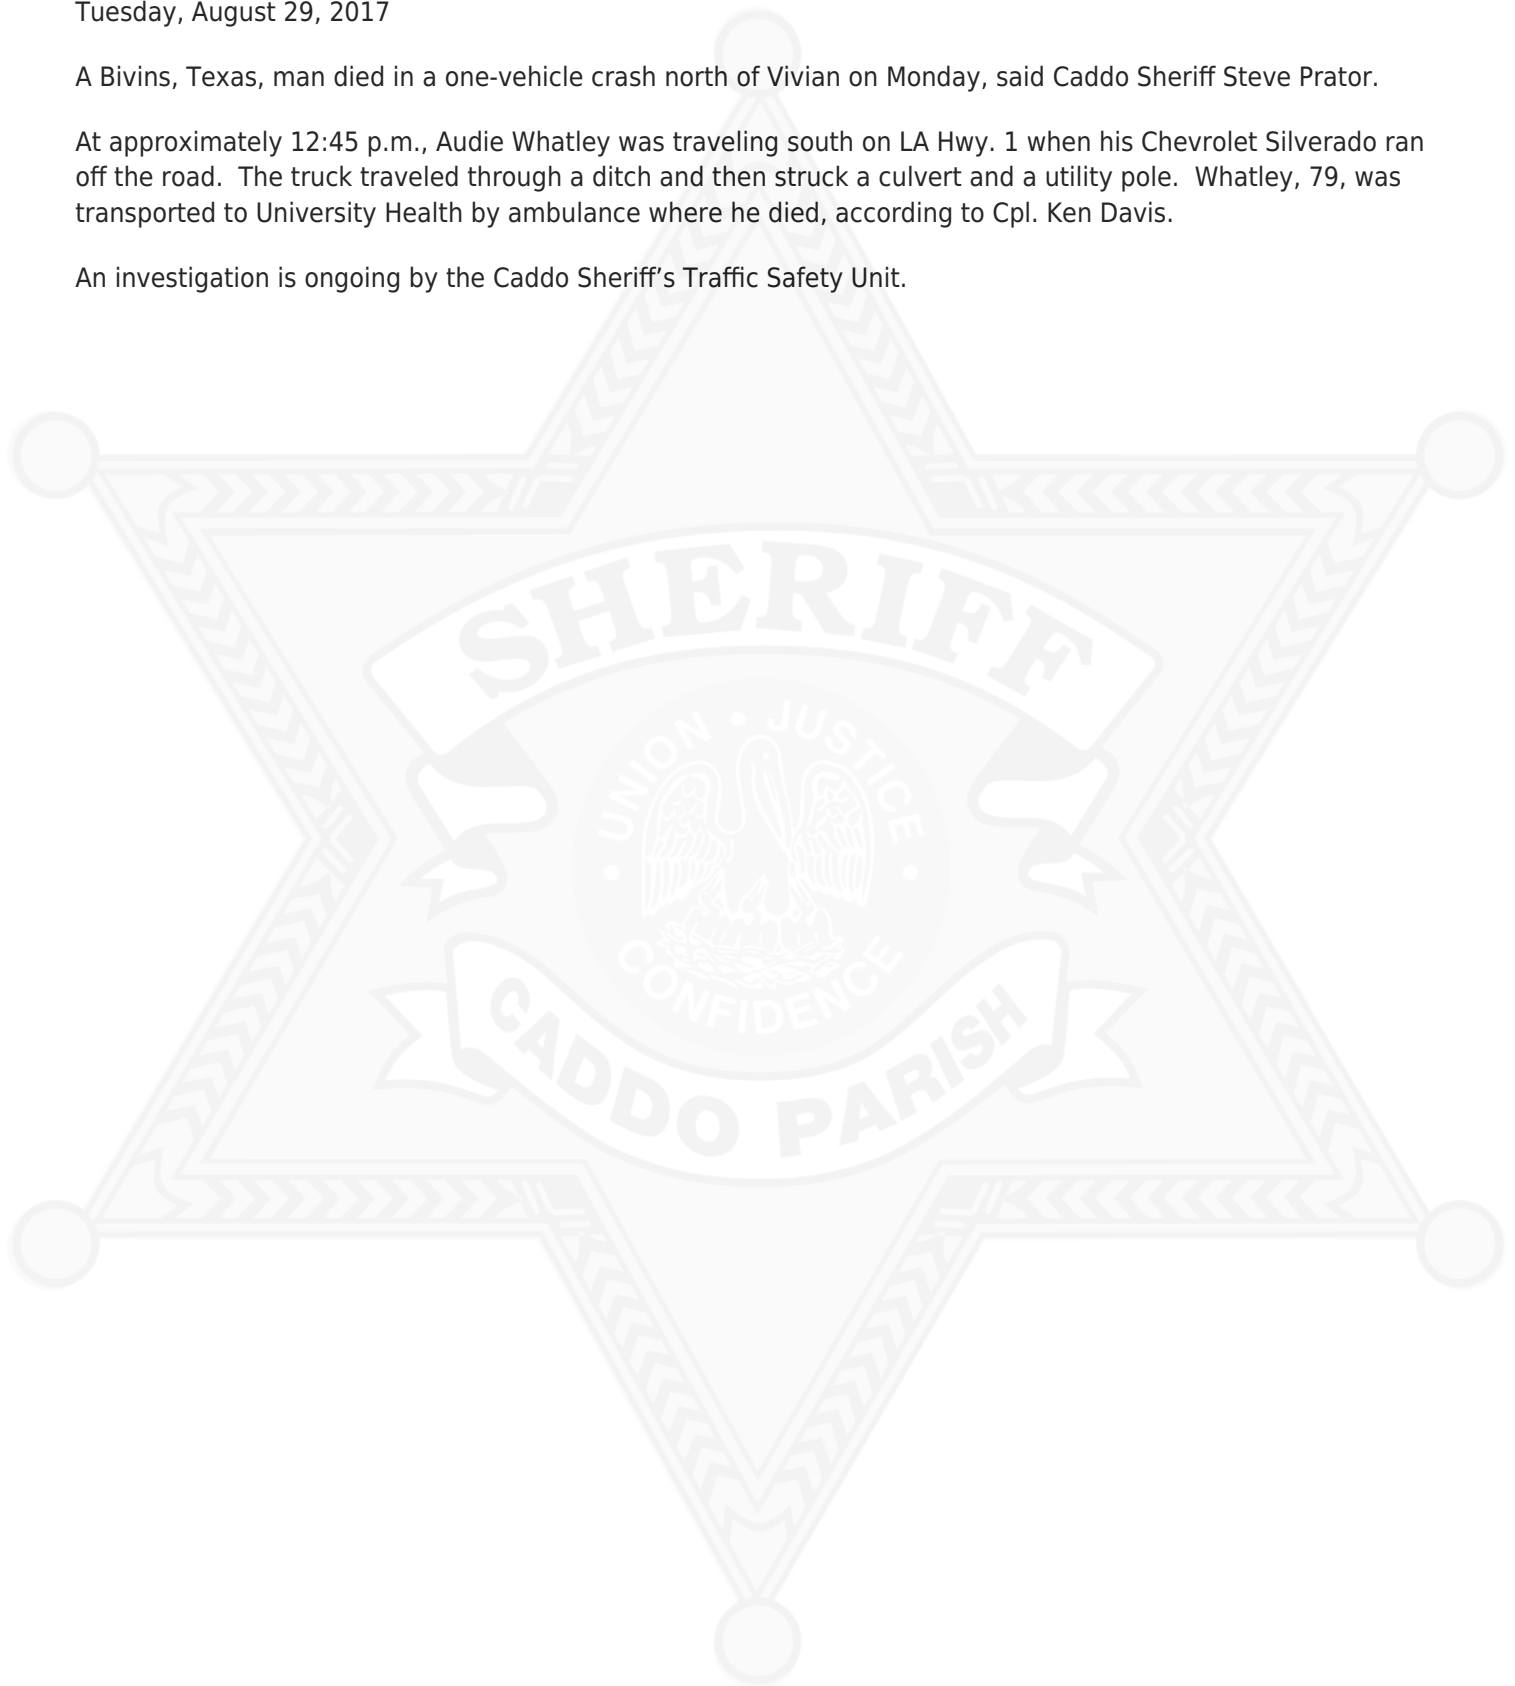 Tuesday, August 29, 2017
A Bivins, Texas, man died in a one-vehicle crash north of Vivian on Monday, said Caddo Sheriff Steve Prator.
At approximately 12:45 p.m., Audie Whatley was traveling south on LA Hwy. 1 when his Chevrolet Silverado ran
off the road.  The truck traveled through a ditch and then struck a culvert and a utility pole.  Whatley, 79, was
transported to University Health by ambulance where he died, according to Cpl. Ken Davis.
An investigation is ongoing by the Caddo Sheriff’s Traffic Safety Unit.
SHERIFF
UNION • JUSTICE •
CONFIDENCE •
CADDO PARISH